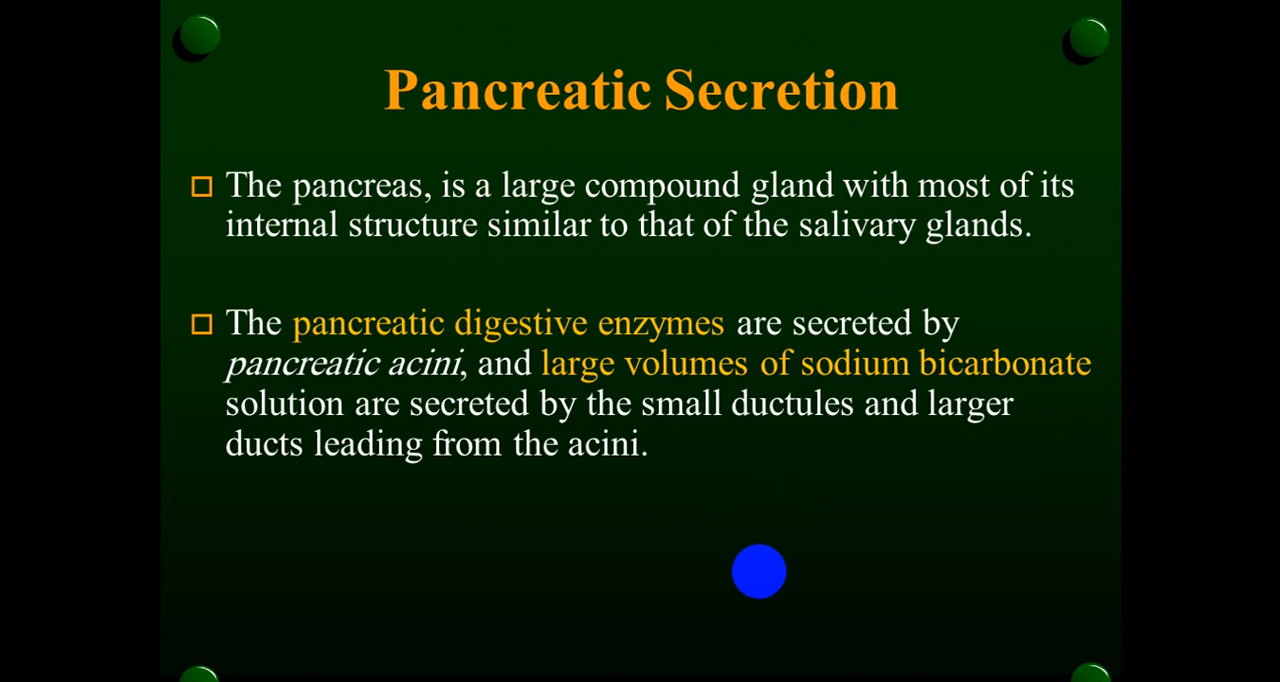 Pancreatic Secretion
The pancreas, is a large compound gland with most of its
internal structure similar to that of the salivary glands.
The pancreatic digestive enzymes are secreted by
pancreatic acini, and large volumes of sodium bicarbonate
solution are secreted by the small ductules and larger
ducts leading from the acini.